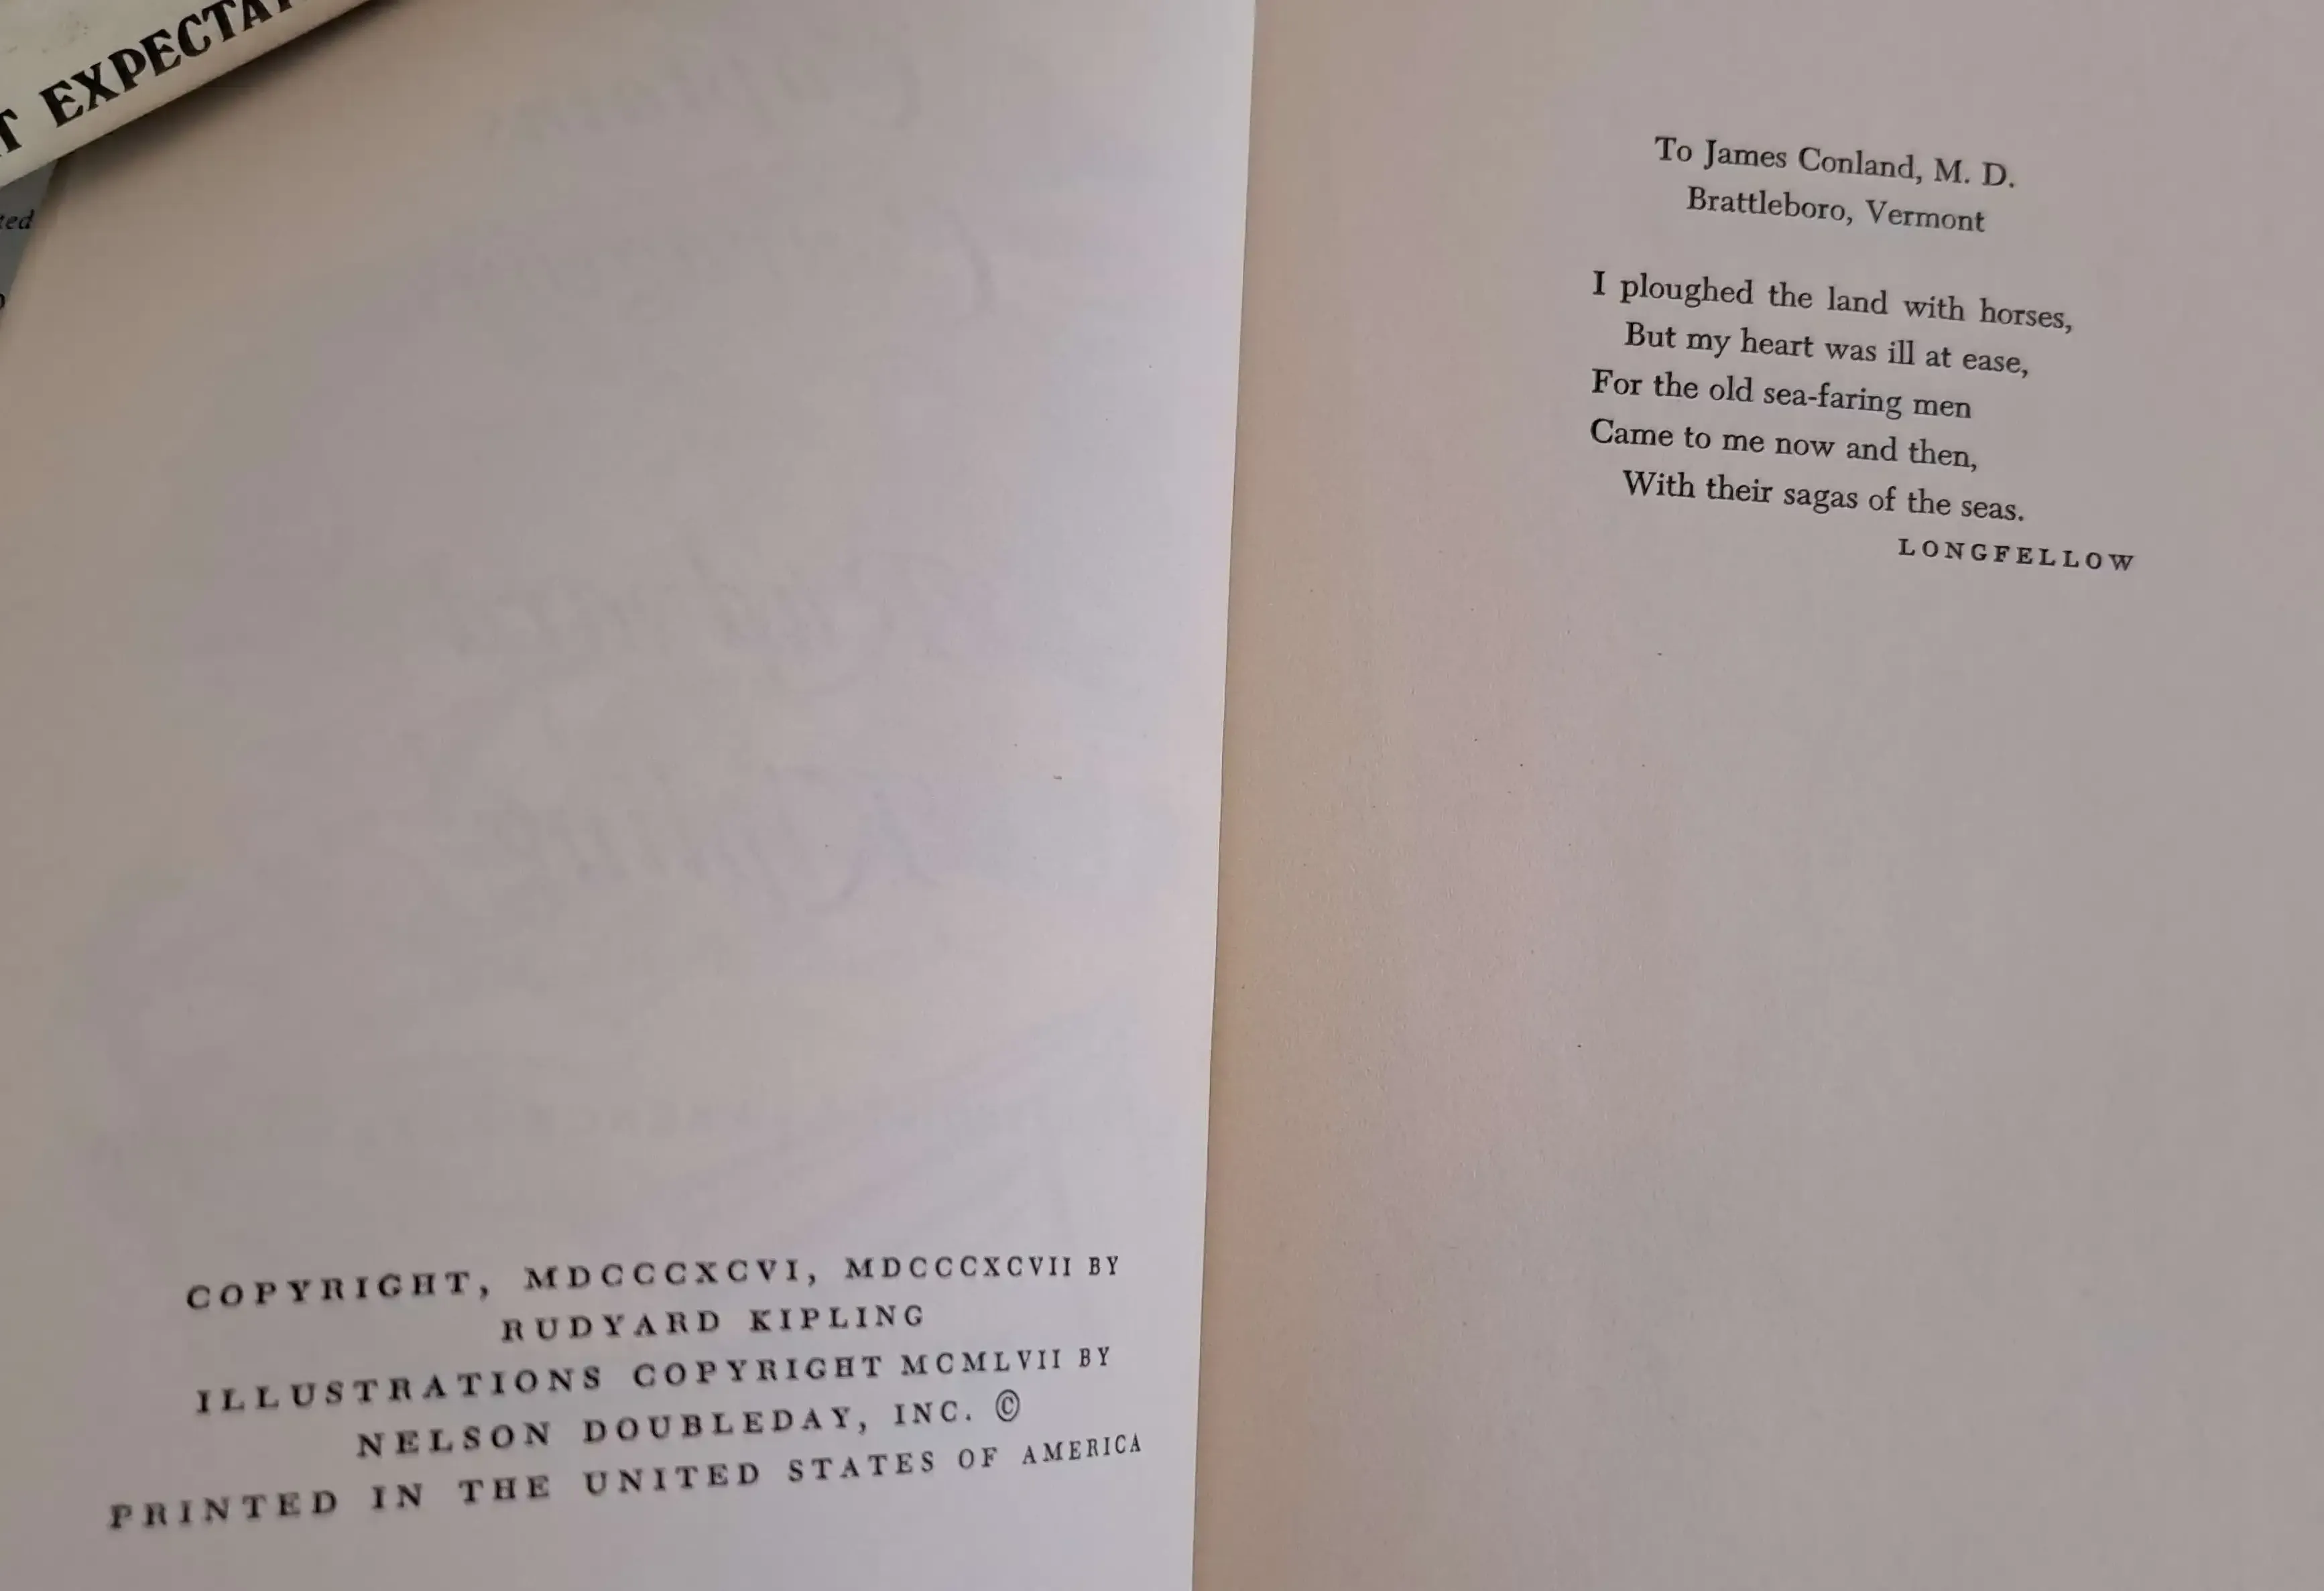 T EXPECTA
ted
COPYRIGHT, MDCCCXCVI, MDCCCXCVII BY
RUDYARD KIPLING
ILLUSTRATIONS COPYRIGHT MCMLVII BY
NELSON DOUBLEDAY, INC. ©
PRINTED IN THE UNITED STATES OF AMERICA
To James Conland, M. D.
Brattleboro, Vermont
I ploughed the land with horses,
But my heart was ill at ease,
For the old sea-faring men
Came to me now and then,
With their sagas of the seas.
LONGFELLOW